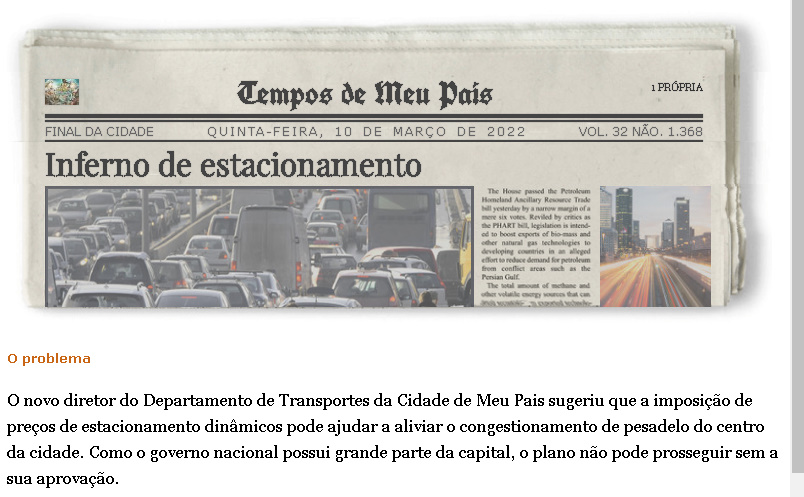 Tempos de Meu Pais
1 PRÓPRIA
FINAL DA CIDADE QUINTA-FEIRA, 10 DE MARÇO DE 2022 VOL. 32 NÃO. 1.368
Inferno de estacionamento
The House passed the Petroleum
Homeland Ancillary Resource Trade
bill yesterday by a narrow margin of a
mere six votes. Reviled by critics as
the PHART bill, legislation is intend-
ed to boost exports of bio-mass and
other natural gas technologies to
developing countries in an alleged
effort to reduce demand for petroleum
from conflict areas such as the
Persian Gulf.
The total amount of methane and
other volatile energy sources that can
O problema
O novo diretor do Departamento de Transportes da Cidade de Meu Pais sugeriu que a imposição de
preços de estacionamento dinâmicos pode ajudar a aliviar o congestionamento de pesadelo do centro
da cidade. Como o governo nacional possui grande parte da capital, o plano não pode prosseguir sem a
sua aprovação.